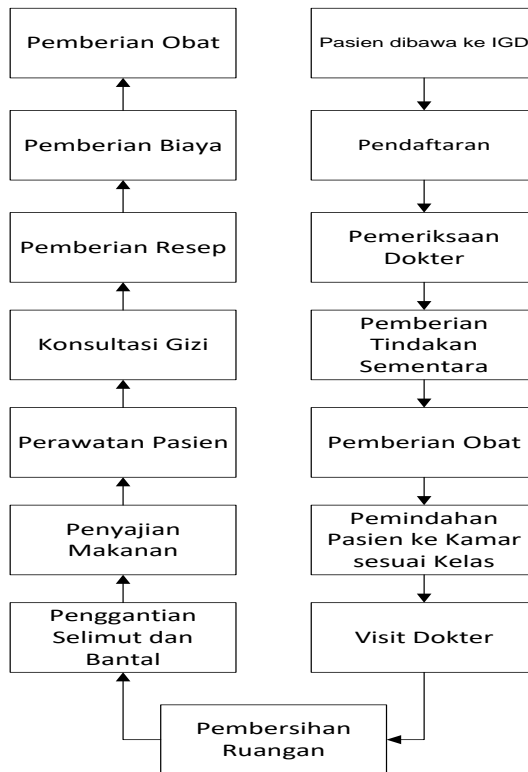 Pasien dibawa ke IGD
Pendaftaran
Pemeriksaan
Dokter
Pemberian
Tindakan
Sementara
Pemberian Obat
Pemindahan
Pasien ke Kamar
sesuai Kelas
Visit Dokter
Pembersihan
Ruangan
Penggantian
Selimut dan
Bantal
Penyajian
Makanan
Perawatan Pasien
Konsultasi Gizi
Pemberian Resep
Pemberian Biaya
Pemberian Obat